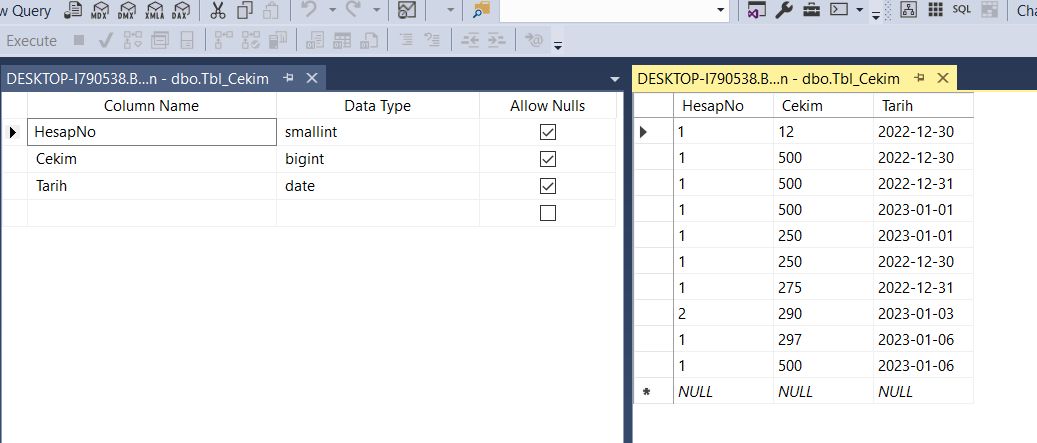 w Query MDX DMX XMLA DAX SQL Cha
Execute
DESKTOP-I790538.B...n - dbo.Tbl_Cekim
Column Name Data Type Allow Nulls
HesapNo smallint
Cekim bigint
Tarih date
DESKTOP-I790538.B...n - dbo.Tbl_Cekim
HesapNo Cekim Tarih
1 12 2022-12-30
1 500 2022-12-30
1 500 2022-12-31
1 500 2023-01-01
1 250 2023-01-01
1 250 2022-12-30
1 275 2022-12-31
2 290 2023-01-03
1 297 2023-01-06
1 500 2023-01-06
NULL NULL NULL